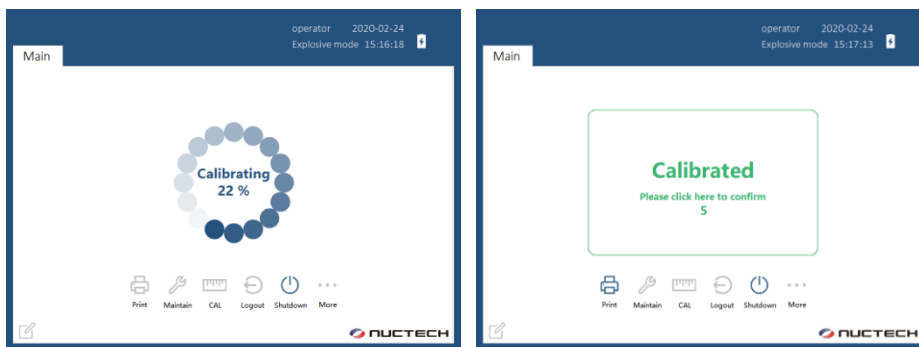 operator 2020-02-24
Explosive mode 15:16:18
Main
Calibrating
22 %
Print Maintain CAL Logout Shutdown More
NUCTECH
operator 2020-02-24
Explosive mode 15:17:13
Main
Calibrated
Please click here to confirm
5
Print Maintain CAL Logout Shutdown More
NUCTECH